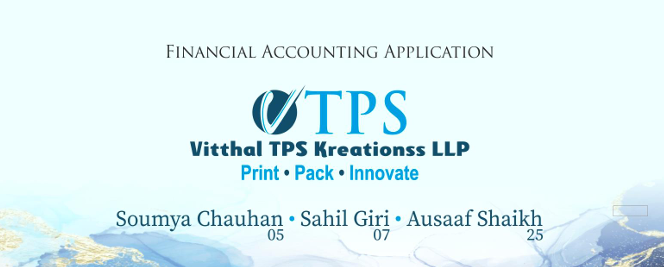 Financial Accounting Application
VTPS
Vitthal TPS Kreationss LLP
Print • Pack • Innovate
Soumya Chauhan • Sahil Giri • Ausaaf Shaikh
05 07 25